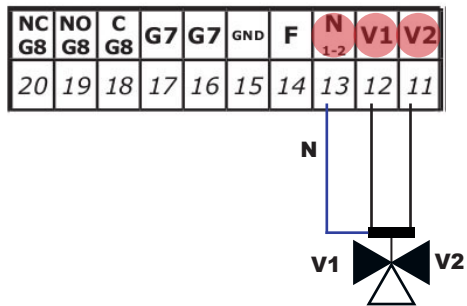 NC NO C G7 G7 GND F N V1 V2
G8 G8 G8 1-2
20 19 18 17 16 15 14 13 12 11
N
V1 V2